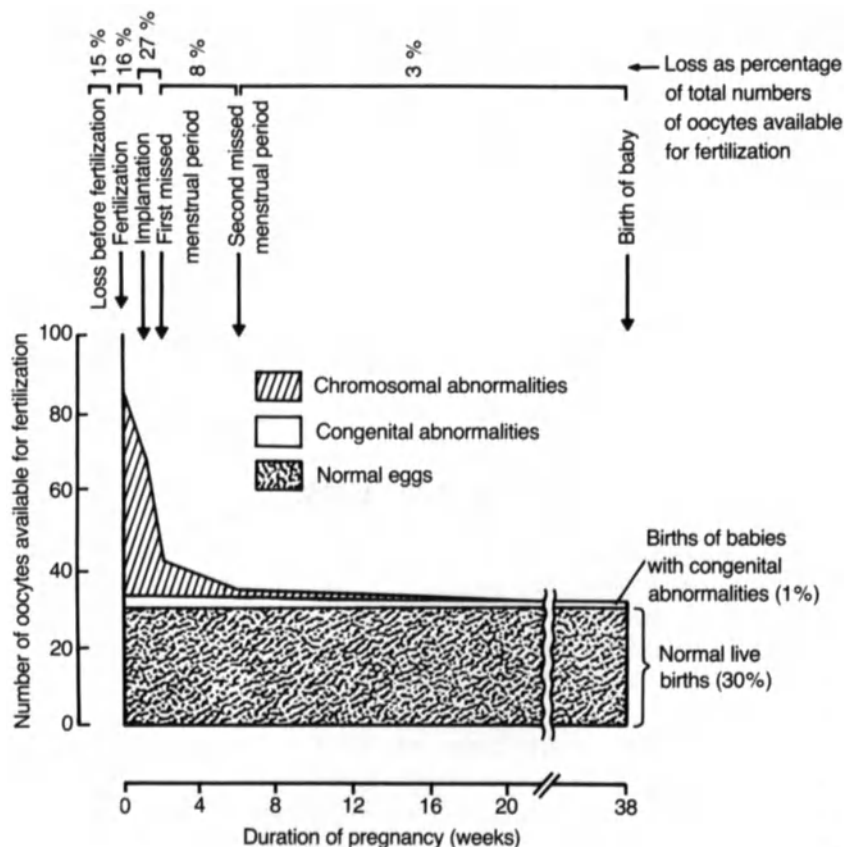 15 %
16 %
27 %
8 %
3 %
Loss as percentage
of total numbers
of oocytes available
for fertilization
Loss before fertilization
Fertilization
Implantation
First missed
menstrual period
Second missed
menstrual period
Birth of baby
Number of oocytes available for fertilization
100
80
60
40
20
0
Chromosomal abnormalities
Congenital abnormalities
Normal eggs
Births of babies
with congenital
abnormalities (1%)
Normal live
births (30%)
0 4 8 12 16 20 38
Duration of pregnancy (weeks)